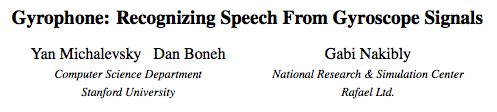 Gyrophone: Recognizing Speech From Gyroscope Signals
Yan Michalevsky Dan Boneh
Computer Science Department
Stanford University
Gabi Nakibly
National Research & Simulation Center
Rafael Ltd.